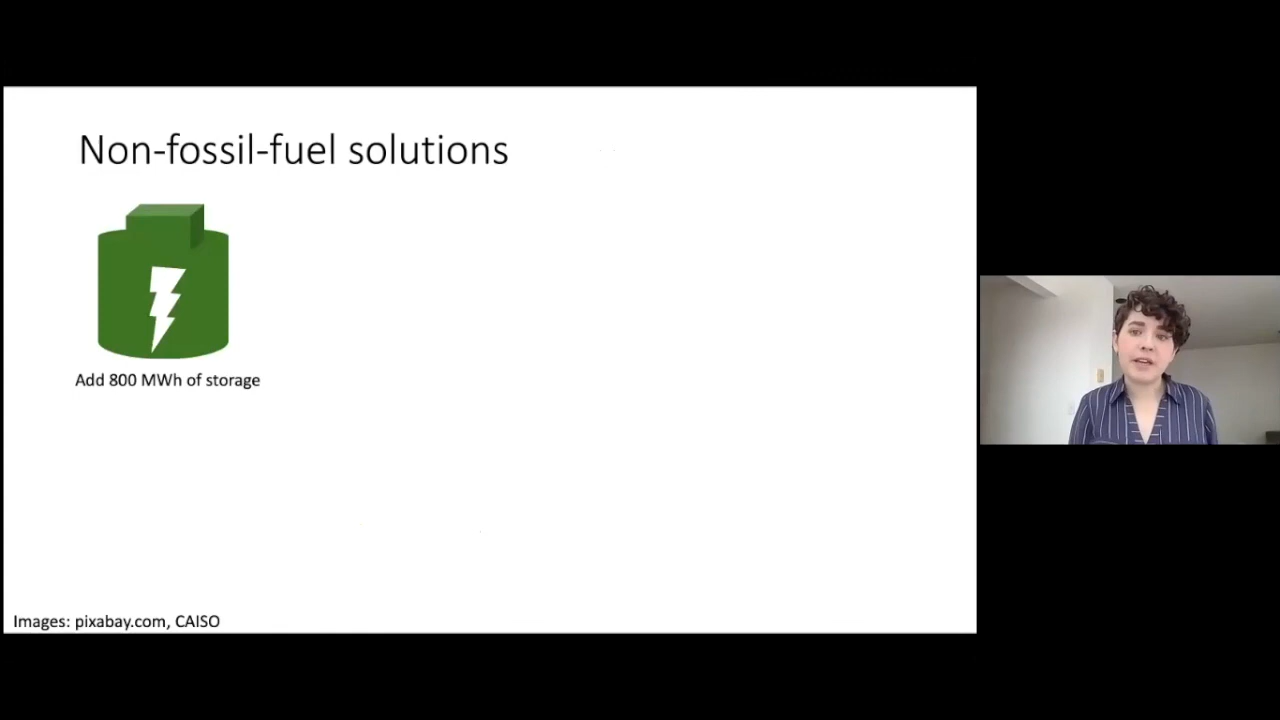 Non-fossil-fuel solutions
Add 800 MWh of storage
Images: pixabay.com, CAISO